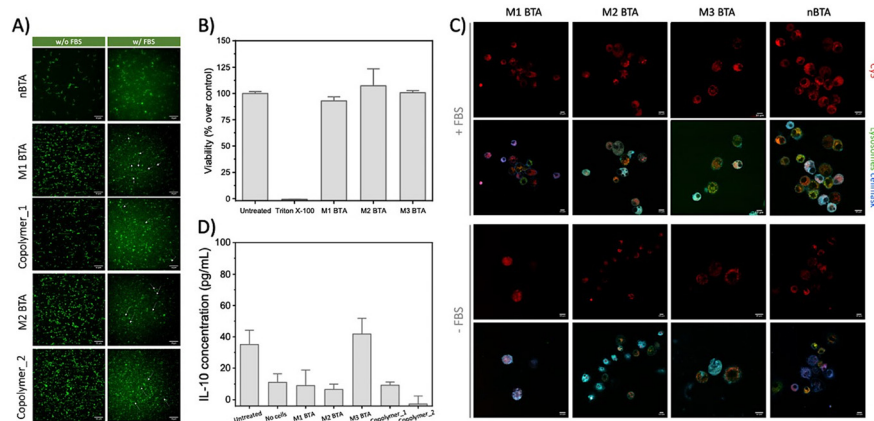 A)
w/o FBS w/ FBS
nBTA
M1 BTA
Copolymer_1
M2 BTA
Copolymer_2
B)
Viability (% over control)
150
125
100
75
50
25
0
Untreated Triton X-100 M1 BTA M2 BTA M3 BTA
D)
IL-10 concentration (pg/mL)
100
80
60
40
20
0
Untreated No cells M1 BTA M2 BTA M3 BTA Copolymer_1 Copolymer_2
C)
M1 BTA M2 BTA M3 BTA nBTA
+ FBS
- FBS
Cy5
Lysosomes
Cellmask